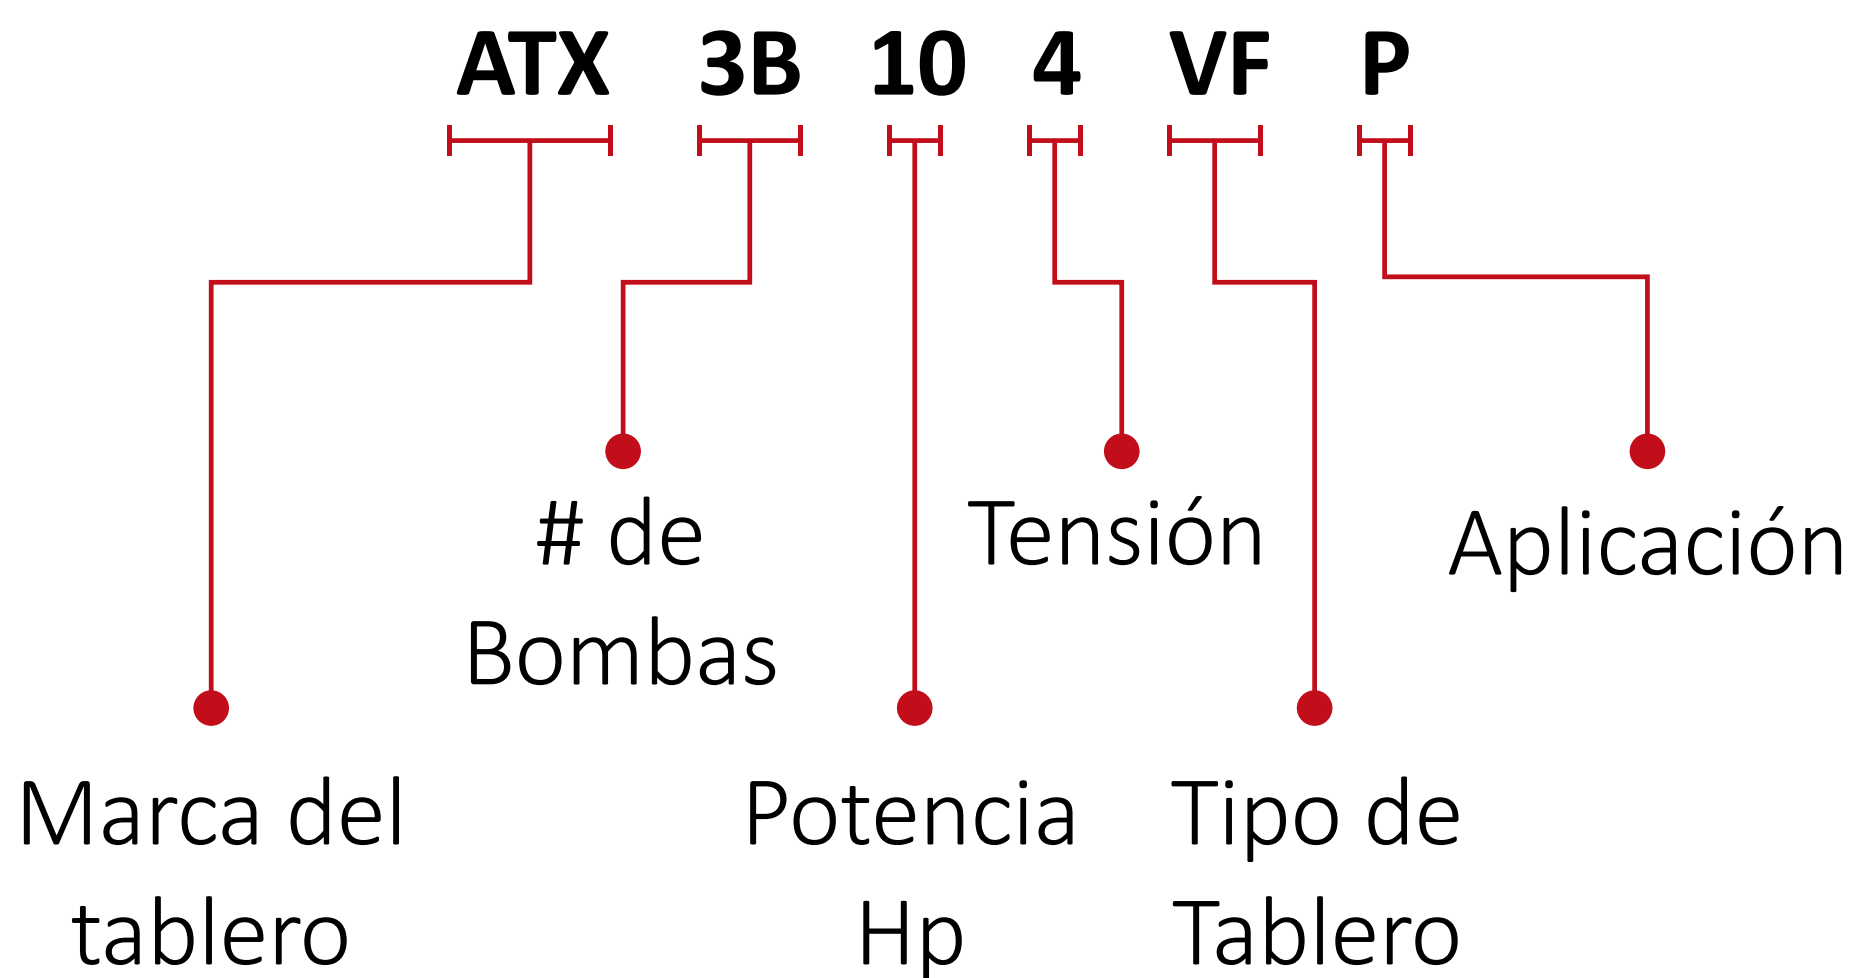 ATX 3B 10 4 VF P
# de
Bombas
Tensión
Aplicación
Marca del
tablero
Potencia
Hp
Tipo de
Tablero